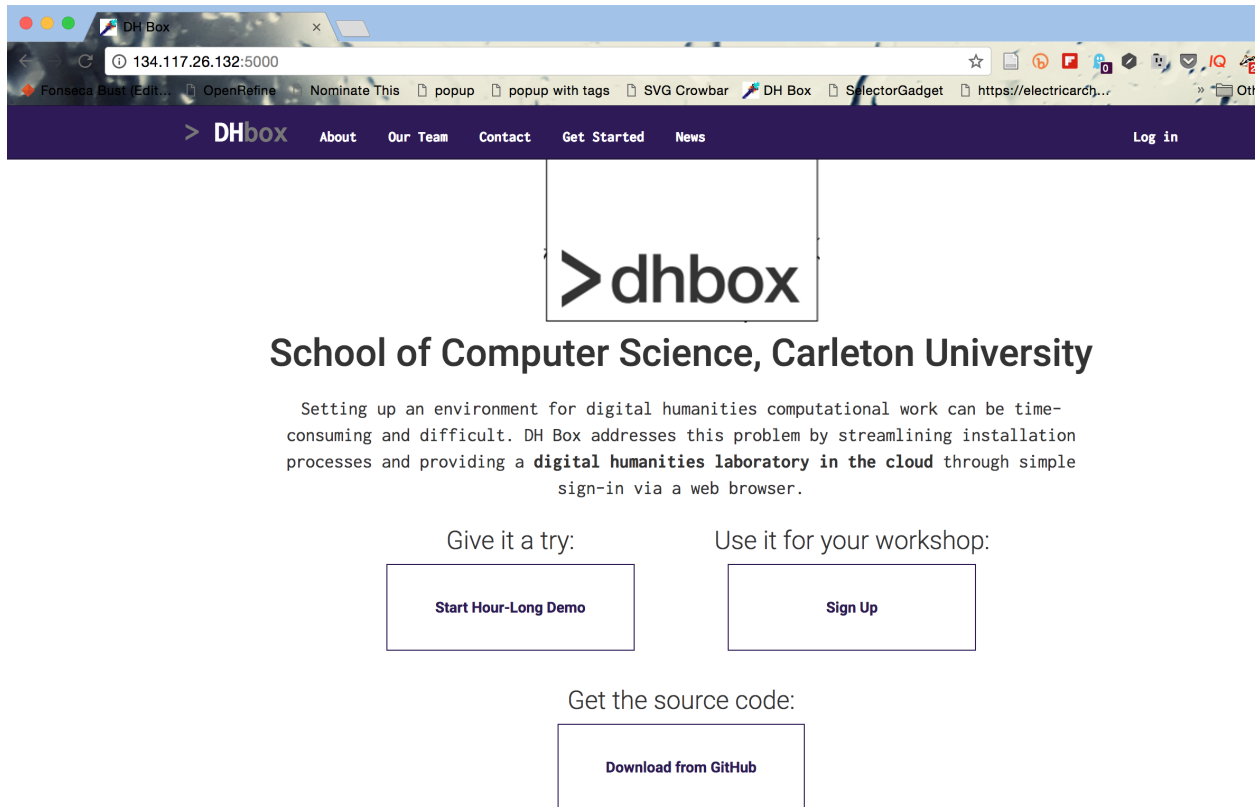 DH Box
134.117.26.132:5000
Fonseca Bust (Edit... OpenRefine Nominate This popup popup with tags SVG Crowbar DH Box SelectorGadget https://electricarch... » Oth
0 IQ 2
> DHbox About Our Team Contact Get Started News Log in
>dhbox
School of Computer Science, Carleton University
Setting up an environment for digital humanities computational work can be time-
consuming and difficult. DH Box addresses this problem by streamlining installation
processes and providing a digital humanities laboratory in the cloud through simple
sign-in via a web browser.
Give it a try: Use it for your workshop:
Start Hour-Long Demo Sign Up
Get the source code:
Download from GitHub